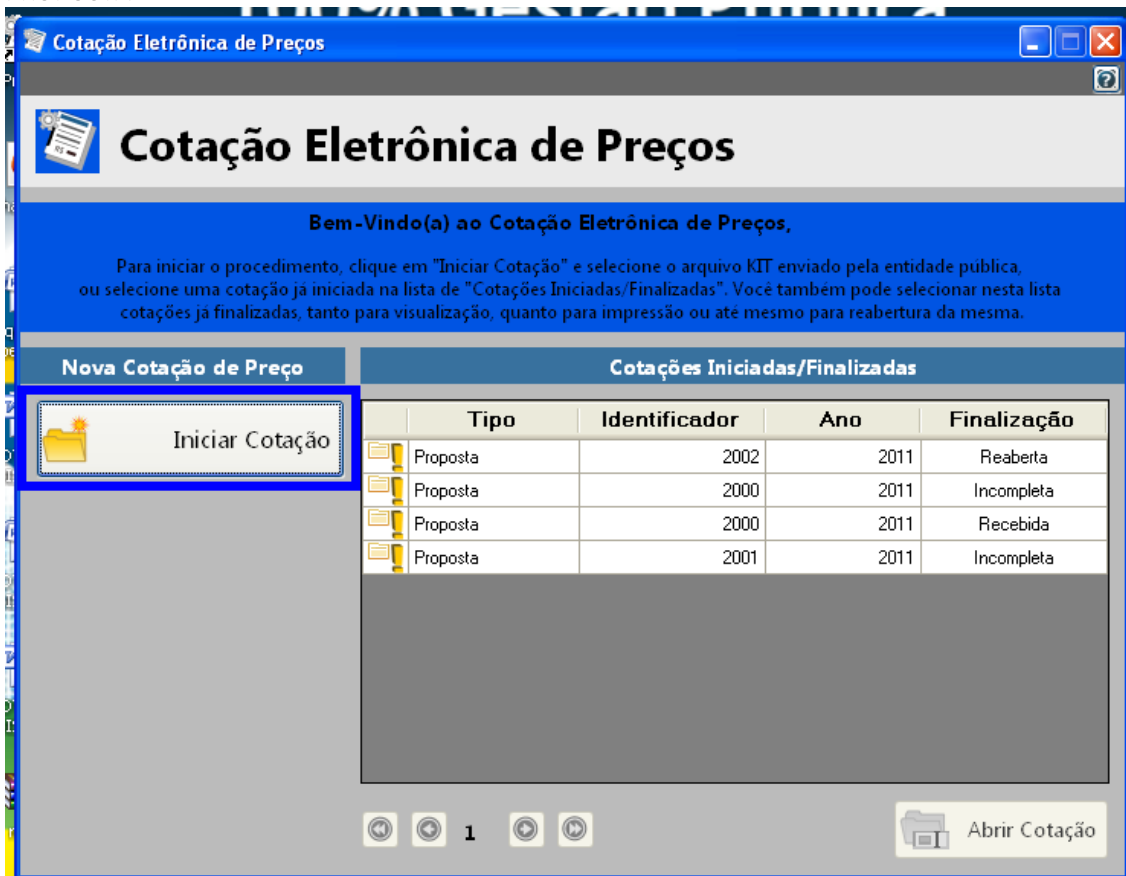 100% Gestão Pública
Cotação Eletrônica de Preços
Cotação Eletrônica de Preços
Bem-Vindo(a) ao Cotação Eletrônica de Preços,
Para iniciar o procedimento, clique em "Iniciar Cotação" e selecione o arquivo KIT enviado pela entidade pública,
ou selecione uma cotação já iniciada na lista de "Cotações Iniciadas/Finalizadas". Você também pode selecionar nesta lista
cotações já finalizadas, tanto para visualização, quanto para impressão ou até mesmo para reabertura da mesma.
Nova Cotação de Preço
Cotações Iniciadas/Finalizadas
Iniciar Cotação
Tipo Identificador Ano Finalização
Proposta 2002 2011 Reaberta
Proposta 2000 2011 Incompleta
Proposta 2000 2011 Recebida
Proposta 2001 2011 Incompleta
1
Abrir Cotação